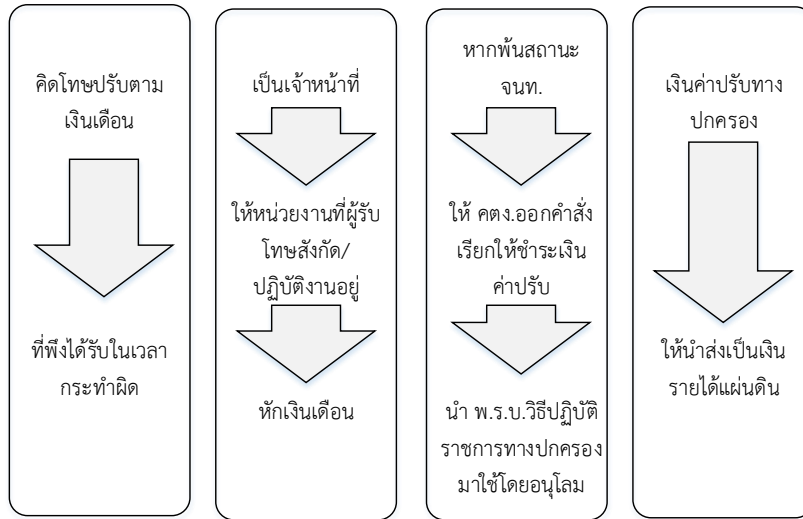 คิดโทษปรับตาม
เงินเดือน
ที่พึงได้รับในเวลา
กระทำผิด
เป็นเจ้าหน้าที่
ให้หน่วยงานที่ผู้รับ
โทษสังกัด/
ปฏิบัติงานอยู่
หักเงินเดือน
หากพ้นสถานะ
จนท.
ให้ คตง.ออกคำสั่ง
เรียกให้ชำระเงิน
ค่าปรับ
นำ พ.ร.บ.วิธีปฏิบัติ
ราชการทางปกครอง
มาใช้โดยอนุโลม
เงินค่าปรับทาง
ปกครอง
ให้นำส่งเป็นเงิน
รายได้แผ่นดิน